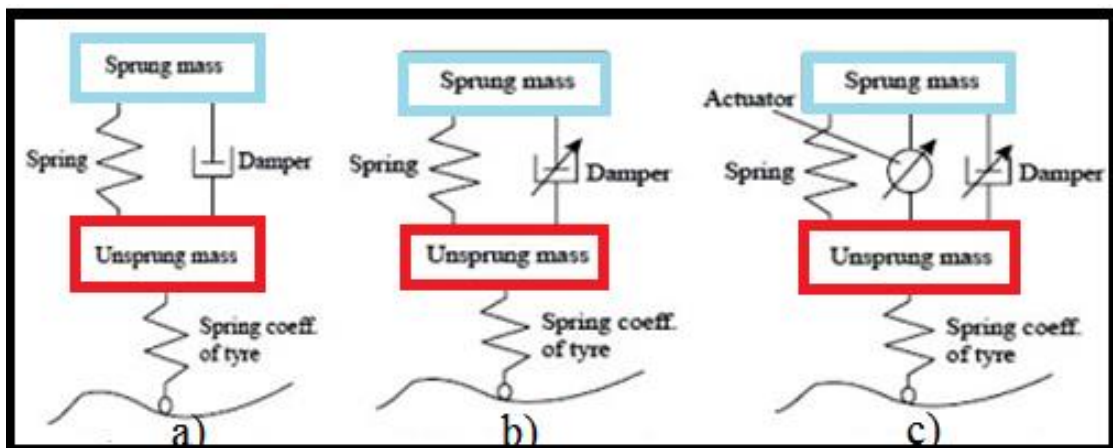 Sprung mass
Spring
Damper
Unsprung mass
Spring coeff.
of tyre
a)
Sprung mass
Spring
Damper
Unsprung mass
Spring coeff.
of tyre
b)
Sprung mass
Actuator
Spring
Damper
Unsprung mass
Spring coeff.
of tyre
c)